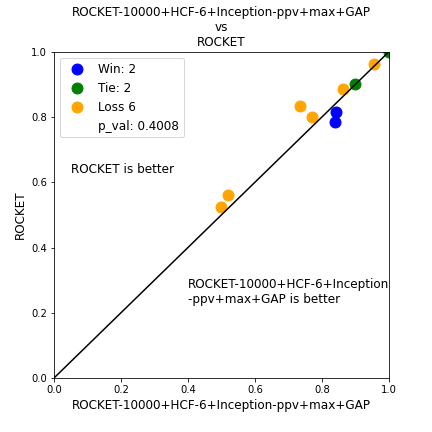 ROCKET-10000+HCF-6+Inception-ppv+max+GAP
vs
ROCKET
1.0
0.8
0.6
0.4
0.2
0.0
ROCKET
Win: 2
Tie: 2
Loss 6
p_val: 0.4008
ROCKET is better
ROCKET-10000+HCF-6+Inception
-ppv+max+GAP is better
0.0 0.2 0.4 0.6 0.8 1.0
ROCKET-10000+HCF-6+Inception-ppv+max+GAP